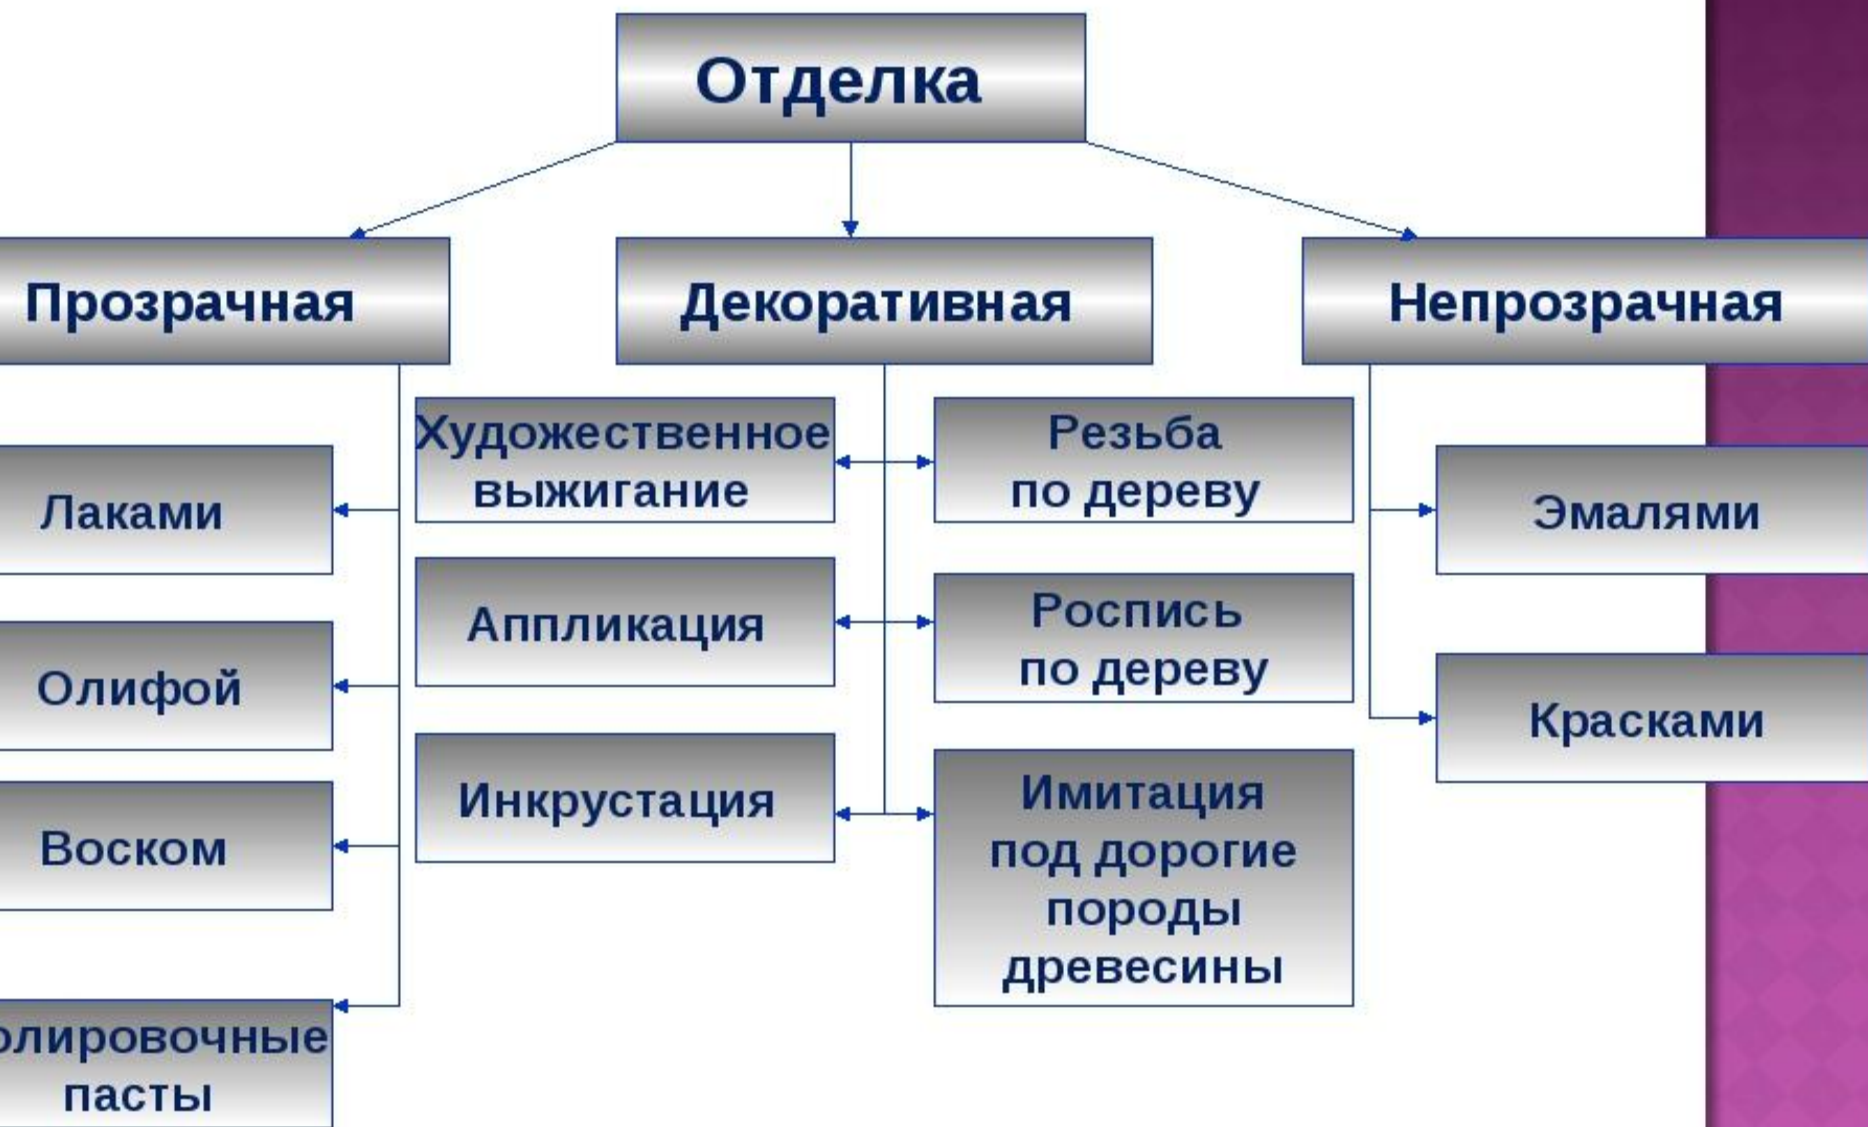 Отделка
Прозрачная
Декоративная
Непрозрачная
Лаками
Олифой
Воском
олировочные
пасты
Художественное
выжигание
Аппликация
Инкрустация
Резьба
по дереву
Роспись
по дереву
Имитация
под дорогие
породы
древесины
Эмалями
Красками